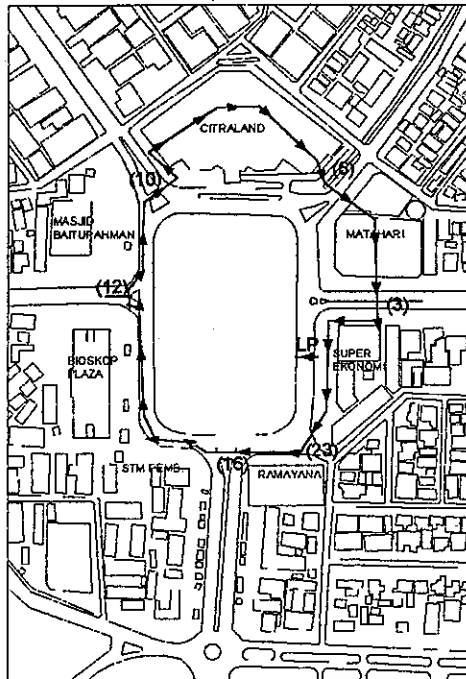 CITRALAND
(10)
(6)
MASJID
BAITURAHMAN
MATAHARI
(12)
(3)
LP
SUPER
EKONOMI
BIOSKOP
PLAZA
(23)
(16)
STM PEMB.
RAMAYANA